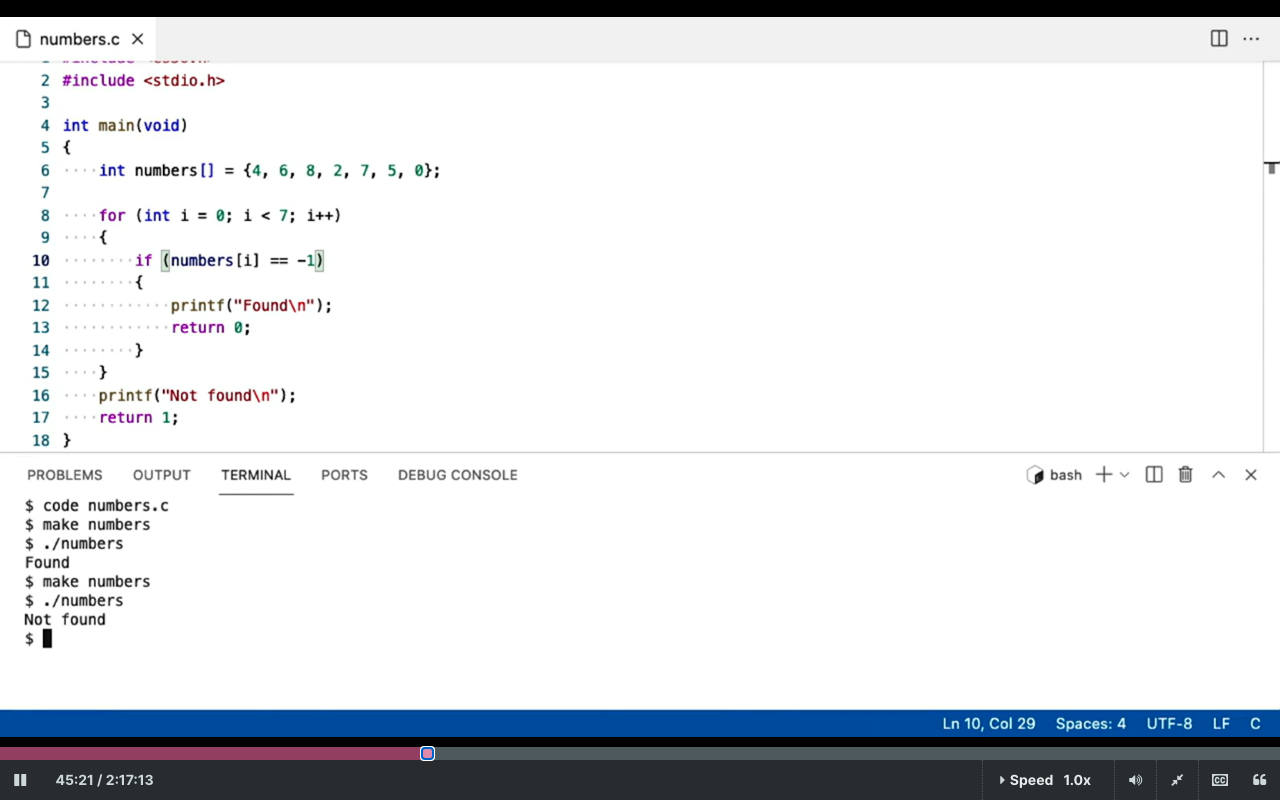 numbers.c
2 #include <stdio.h>
3
4 int main(void)
5 {
6 ····int numbers[] = {4, 6, 8, 2, 7, 5, 0};
7
8 ····for (int i = 0; i < 7; i++)
9 ····{
10 ········if (numbers[i] == -1)
11 ········{
12 ············printf("Found\n");
13 ············return 0;
14 ········}
15 ····}
16 ····printf("Not found\n");
17 ····return 1;
18 }
PROBLEMS OUTPUT TERMINAL PORTS DEBUG CONSOLE bash
$ code numbers.c
$ make numbers
$ ./numbers
Found
$ make numbers
$ ./numbers
Not found
$
Ln 10, Col 29 Spaces: 4 UTF-8 LF C
45:21 / 2:17:13 Speed 1.0x CC